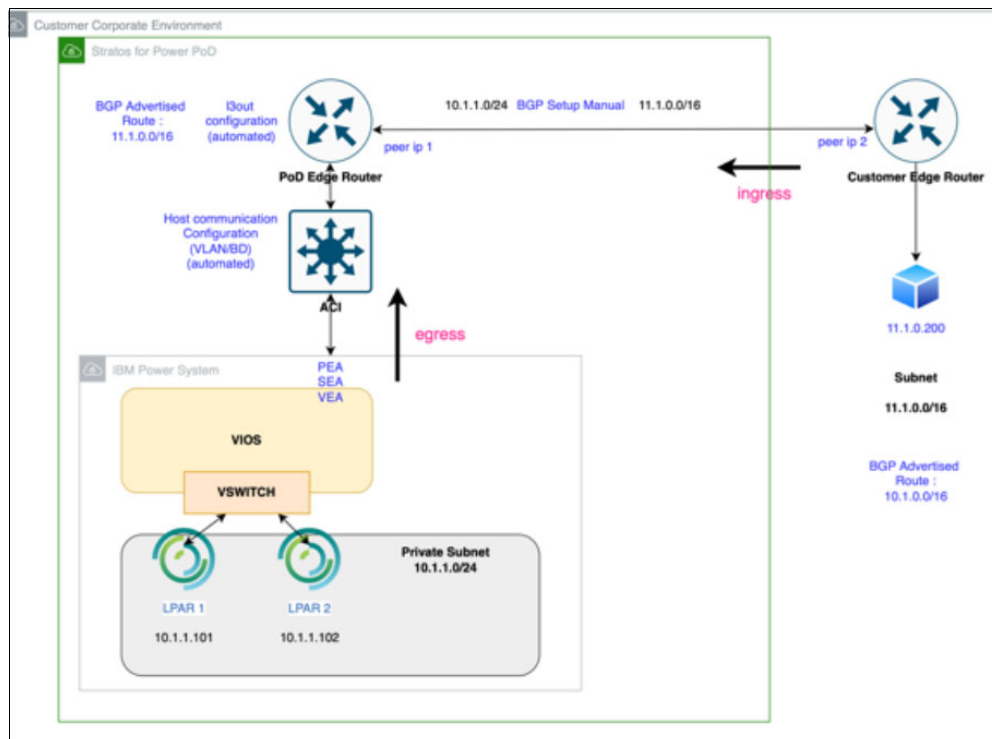 Customer Corporate Environment
Stratos for Power PoD
BGP Advertised
Route :
11.1.0.0/16
l3out
configuration
(automated)
10.1.1.0/24 BGP Setup Manual 11.1.0.0/16
peer ip 1
peer ip 2
PoD Edge Router
Customer Edge Router
ingress
Host communication
Configuration
(VLAN/BD)
(automated)
ACI
egress
11.1.0.200
IBM Power System
PEA
SEA
VEA
Subnet
11.1.0.0/16
VIOS
BGP Advertised
Route :
10.1.0.0/16
VSWITCH
Private Subnet
10.1.1.0/24
LPAR 1
LPAR 2
10.1.1.101
10.1.1.102